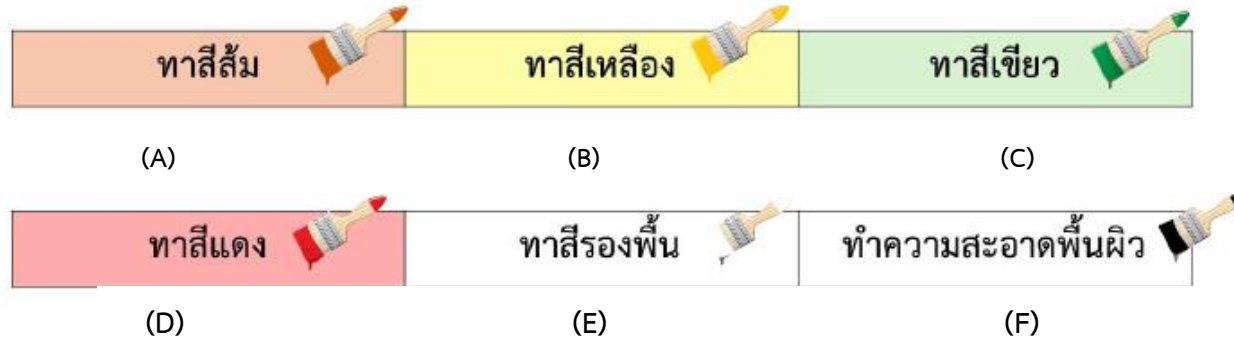 ทาสีส้ม ทาสีเหลือง ทาสีเขียว
(A) (B) (C)
ทาสีแดง ทาสีรองพื้น ทำความสะอาดพื้นผิว
(D) (E) (F)